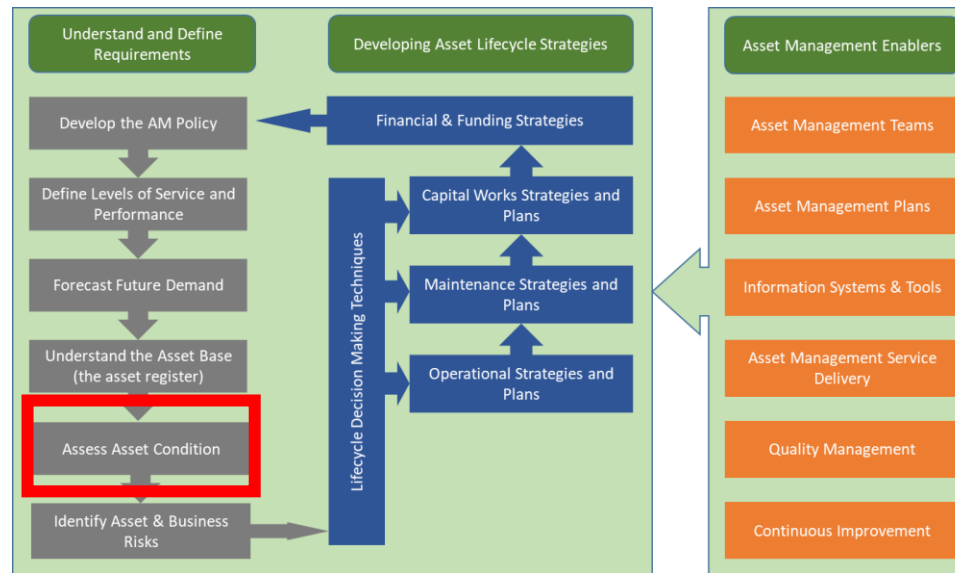 Understand and Define
Requirements
Developing Asset Lifecycle Strategies
Asset Management Enablers
Develop the AM Policy
Define Levels of Service and
Performance
Forecast Future Demand
Understand the Asset Base
(the asset register)
Assess Asset Condition
Identify Asset & Business
Risks
Lifecycle Decision Making Techniques
Financial & Funding Strategies
Capital Works Strategies and
Plans
Maintenance Strategies and
Plans
Operational Strategies and
Plans
Asset Management Teams
Asset Management Plans
Information Systems & Tools
Asset Management Service
Delivery
Quality Management
Continuous Improvement